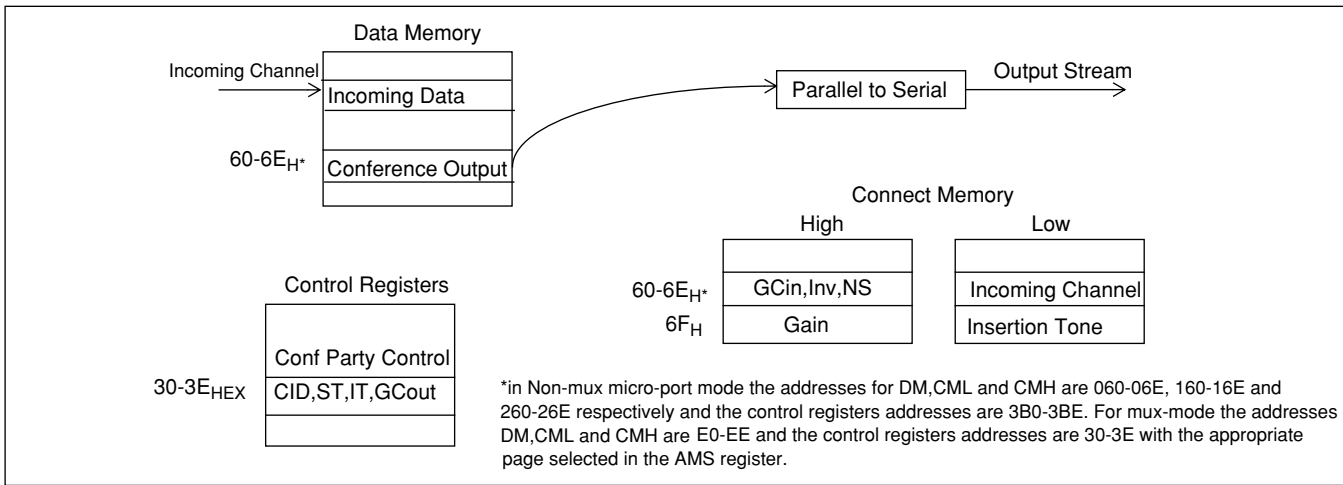 Data Memory
Incoming Channel
Incoming Data
60-6EH*
Conference Output
Parallel to Serial
Output Stream
Connect Memory
High
Low
60-6EH*
GCin,Inv,NS
Incoming Channel
6FH
Gain
Insertion Tone
Control Registers
Conf Party Control
30-3EHEX
CID,ST,IT,GCout
*in Non-mux micro-port mode the addresses for DM,CML and CMH are 060-06E, 160-16E and
260-26E respectively and the control registers addresses are 3B0-3BE. For mux-mode the addresses
DM,CML and CMH are E0-EE and the control registers addresses are 30-3E with the appropriate
page selected in the AMS register.